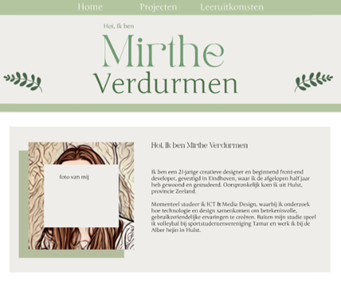 Home Projecten Leeruitkomsten
Hoi, Ik ben
Mirthe
Verdurmen
foto van mij
Hoi, Ik ben Mirthe Verdurmen
Ik ben een 21-jarige creatieve designer en beginnend front-end
developer, gevestigd in Eindhoven, waar ik de afgelopen half jaar
heb gewoond en gestudeerd. Oorspronkelijk kom ik uit Hulst,
provincie Zeeland.
Momenteel studeer ik ICT & Media Design, waarbij ik onderzoek
hoe technologie en design samenkomen om betekenisvolle,
gebruiksvriendelijke ervaringen te creëren. Buiten mijn studie speel
ik volleybal bij sportstudentenvereniging Tamar en werk ik bij de
Alber heijn in Hulst.